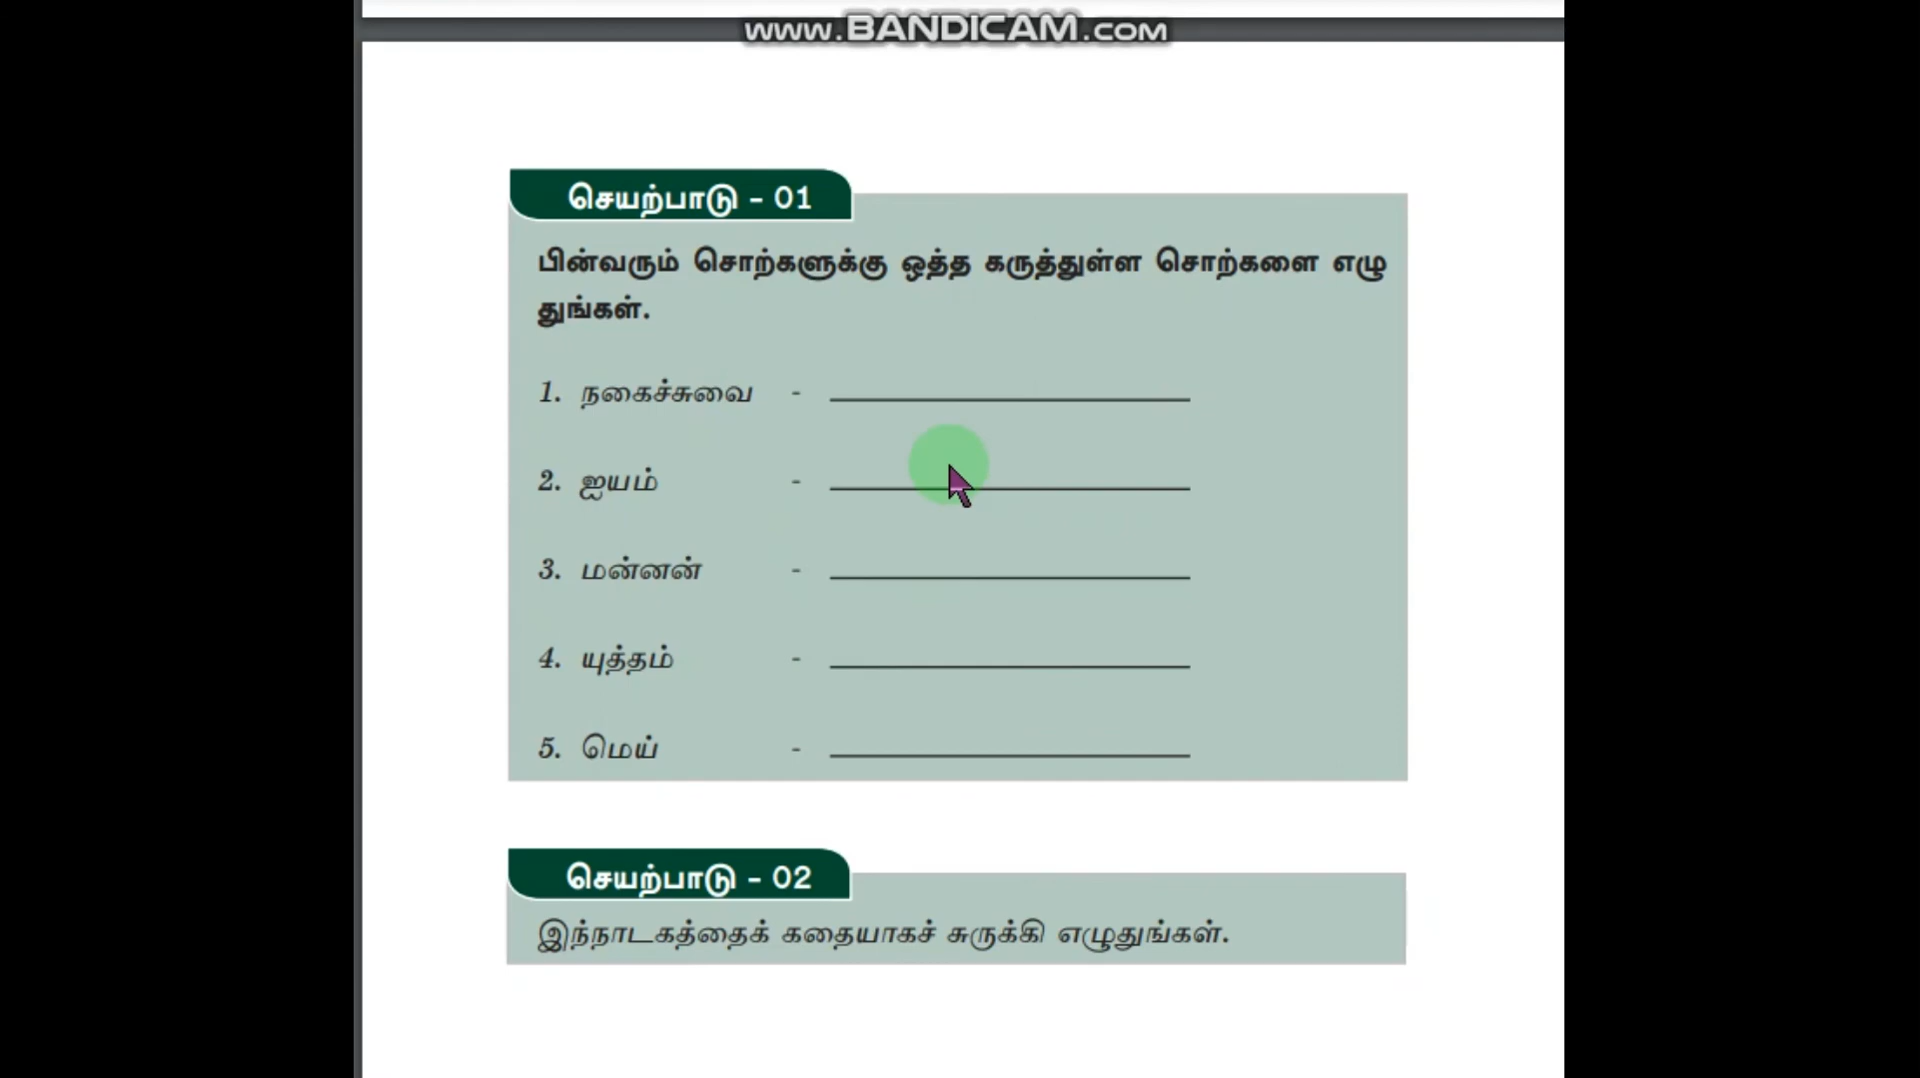 www.BANDICAM.com
செயற்பாடு - 01
பின்வரும் சொற்களுக்கு ஒத்த கருத்துள்ள சொற்களை எழு
துங்கள்.
1. நகைச்சுவை -
2. ஐயம் -
3. மன்னன் -
4. யுத்தம் -
5. மெய் -
செயற்பாடு - 02
இந்நாடகத்தைக் கதையாகச் சுருக்கி எழுதுங்கள்.